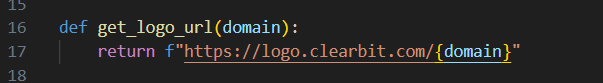 15
16 def get_logo_url(domain):
17     return f"https://logo.clearbit.com/{domain}"
18